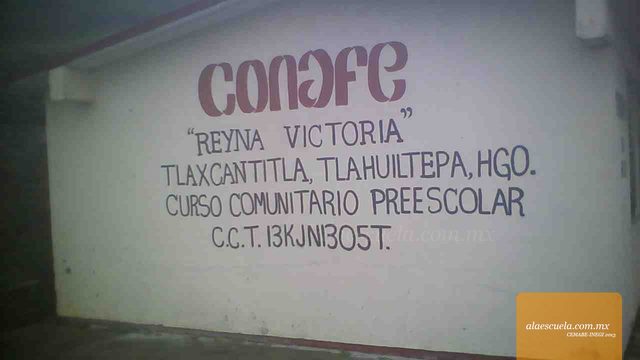 conafe
"REYNA VICTORIA"
TLAXCANTITLA, TLAHUILTEPA, HGO.
CURSO COMUNITARIO PREESCOLAR
C.C.T. 13KJN1305T.
alaescuela.com.mx
CEMABE-INEGI 2013